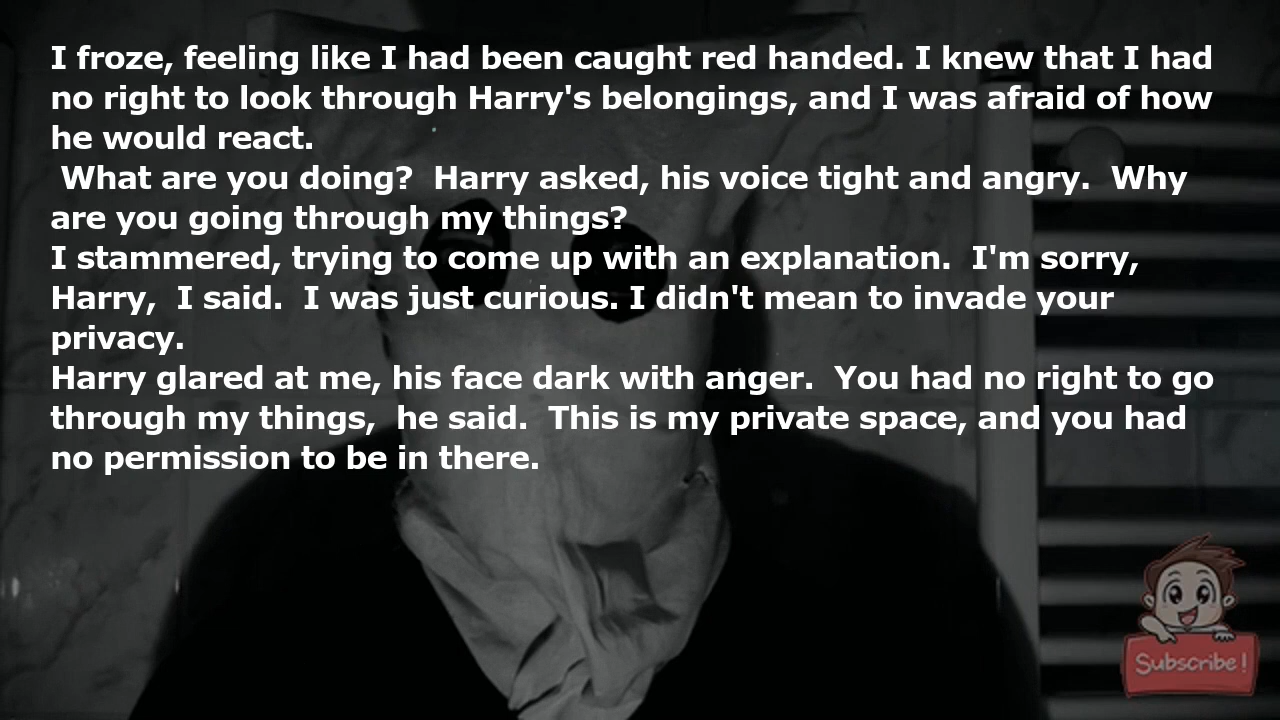 I froze, feeling like I had been caught red handed. I knew that I had
no right to look through Harry's belongings, and I was afraid of how
he would react.
What are you doing?  Harry asked, his voice tight and angry.  Why
are you going through my things?
I stammered, trying to come up with an explanation.  I'm sorry,
Harry,  I said.  I was just curious. I didn't mean to invade your
privacy.
Harry glared at me, his face dark with anger.  You had no right to go
through my things,  he said.  This is my private space, and you had
no permission to be in there.
Subscribe!